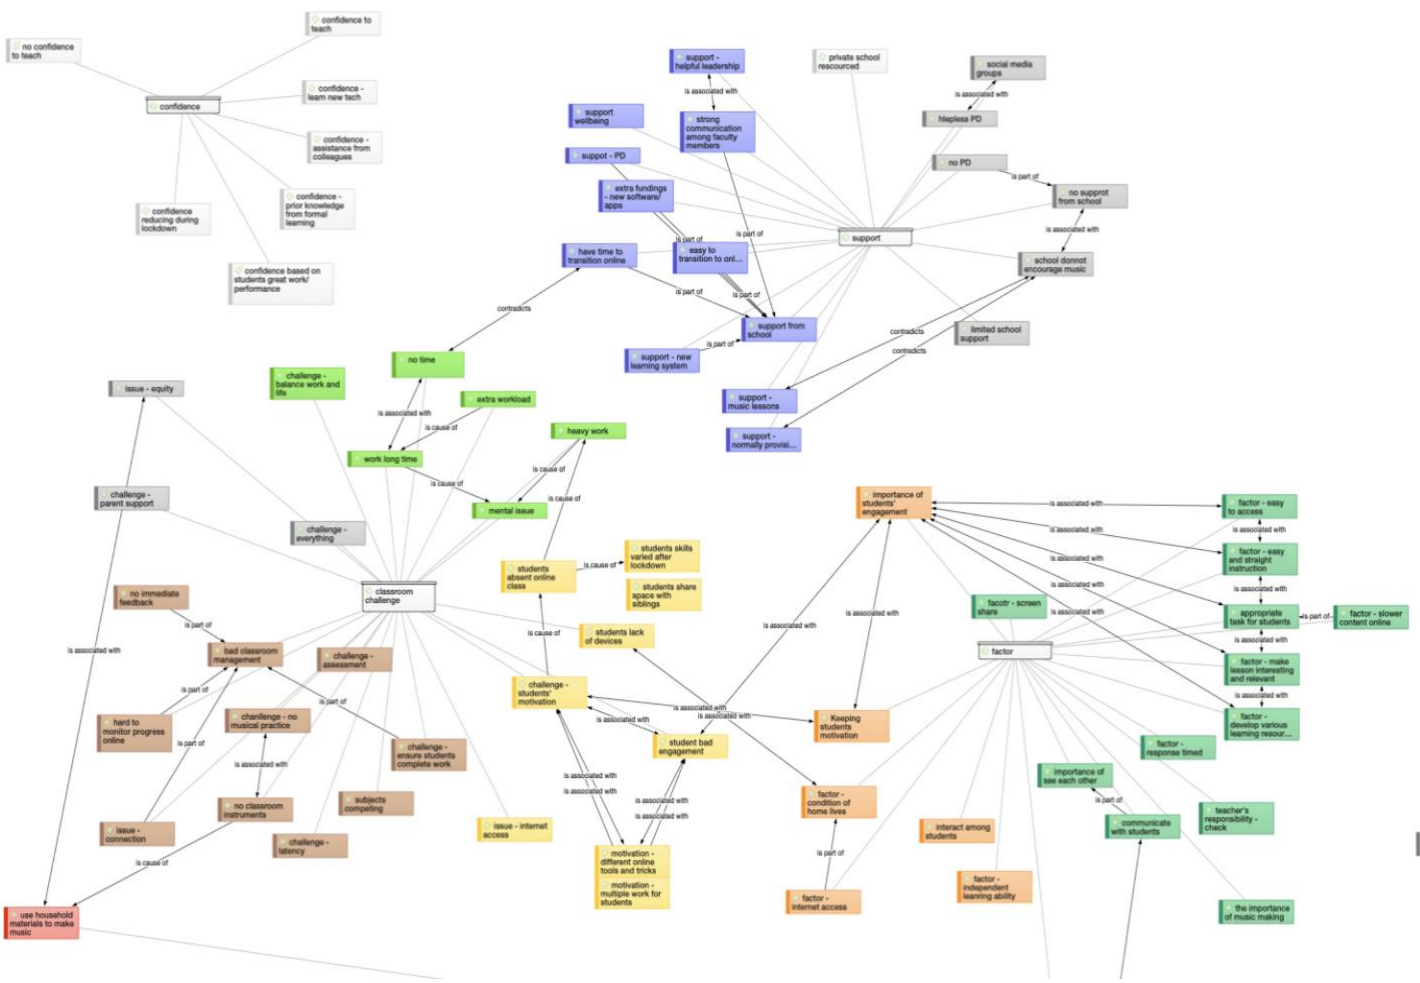 confidence to
teach
no confidence
to teach
confidence
confidence -
learn new tech
confidence -
assistance from
colleagues
confidence -
prior knowledge
from formal
learning
confidence
reducing during
lockdown
confidence based on
students great work/
performance
support -
helpful leadership
private school
rescourced
social media
groups
is associated with
is associated with
support
wellbeing
strong
communication
among faculty
members
hlepless PD
suppot - PD
no PD
is part of
extra fundings
- new software/
apps
no supprot
from school
is part of
is associated with
support
is part of
have time to
transition online
easy to
transition to onl...
school donnot
encourage music
is part of
is part of
contradicts
support from
school
limited school
support
contradicts
contradicts
is part of
support - new
learning system
no time
challenge -
balance work and
life
issue - equity
support -
music lessons
extra workload
is associated with
is cause of
heavy work
support -
normally provisi...
work long time
is cause of
is cause of
is cause of
challenge -
parent support
mental issue
challenge -
everything
importance of
students'
engagement
is associated with
factor - easy
to access
is associated with
is associated with
factor - easy
and straight
instruction
is associated with
is associated with
students skills
varied after
lockdown
students
absent online
class
is cause of
students share
space with
siblings
classroom
challenge
no immediate
feedback
facotr - screen
share
is associated with
is associated with
appropriate
task for students
is part of
factor - slower
content online
is part of
is associated with
students lack
of devices
is associated with
is cause of
is associated with
bad classroom
management
challenge -
assessment
factor
factor - make
lesson interesting
and relevant
is associated with
is part of
is part of
challenge -
students'
motivation
is associated with
is associated with
is associated with
Keeping
students
motivation
factor -
develop various
learning resour...
hard to
monitor progress
online
chanllenge - no
musical practice
is part of
challenge -
ensure students
complete work
student bad
engagement
factor -
response timed
is associated with
is associated with
is associated with
is associated with
is associated with
importance of
see each other
is part of
no classroom
instruments
subjects
competing
factor -
condition of
home lives
issue -
connection
issue - internet
access
interact among
students
communicate
with students
teacher's
responsibility -
check
challenge -
latency
is cause of
motivation -
different online
tools and tricks
is part of
motivation -
multiple work for
students
factor -
internet access
factor -
independent
leanring ability
the importance
of music making
use household
materials to make
music